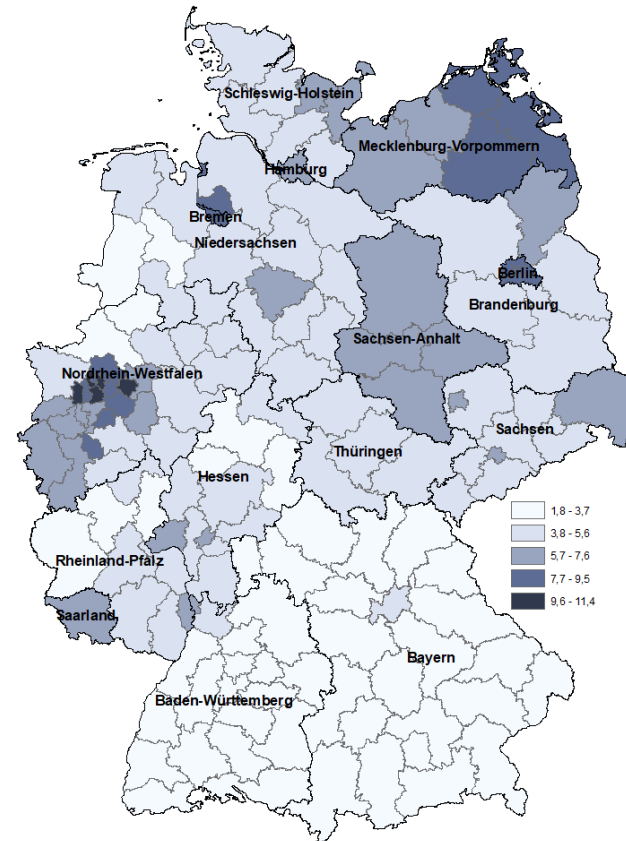 Schleswig-Holstein
Mecklenburg-Vorpommern
Hamburg
Bremen
Niedersachsen
Berlin
Brandenburg
Sachsen-Anhalt
Nordrhein-Westfalen
Sachsen
Thüringen
Hessen
Rheinland-Pfalz
Saarland
Bayern
Baden-Württemberg
1,8 - 3,7
3,8 - 5,6
5,7 - 7,6
7,7 - 9,5
9,6 - 11,4